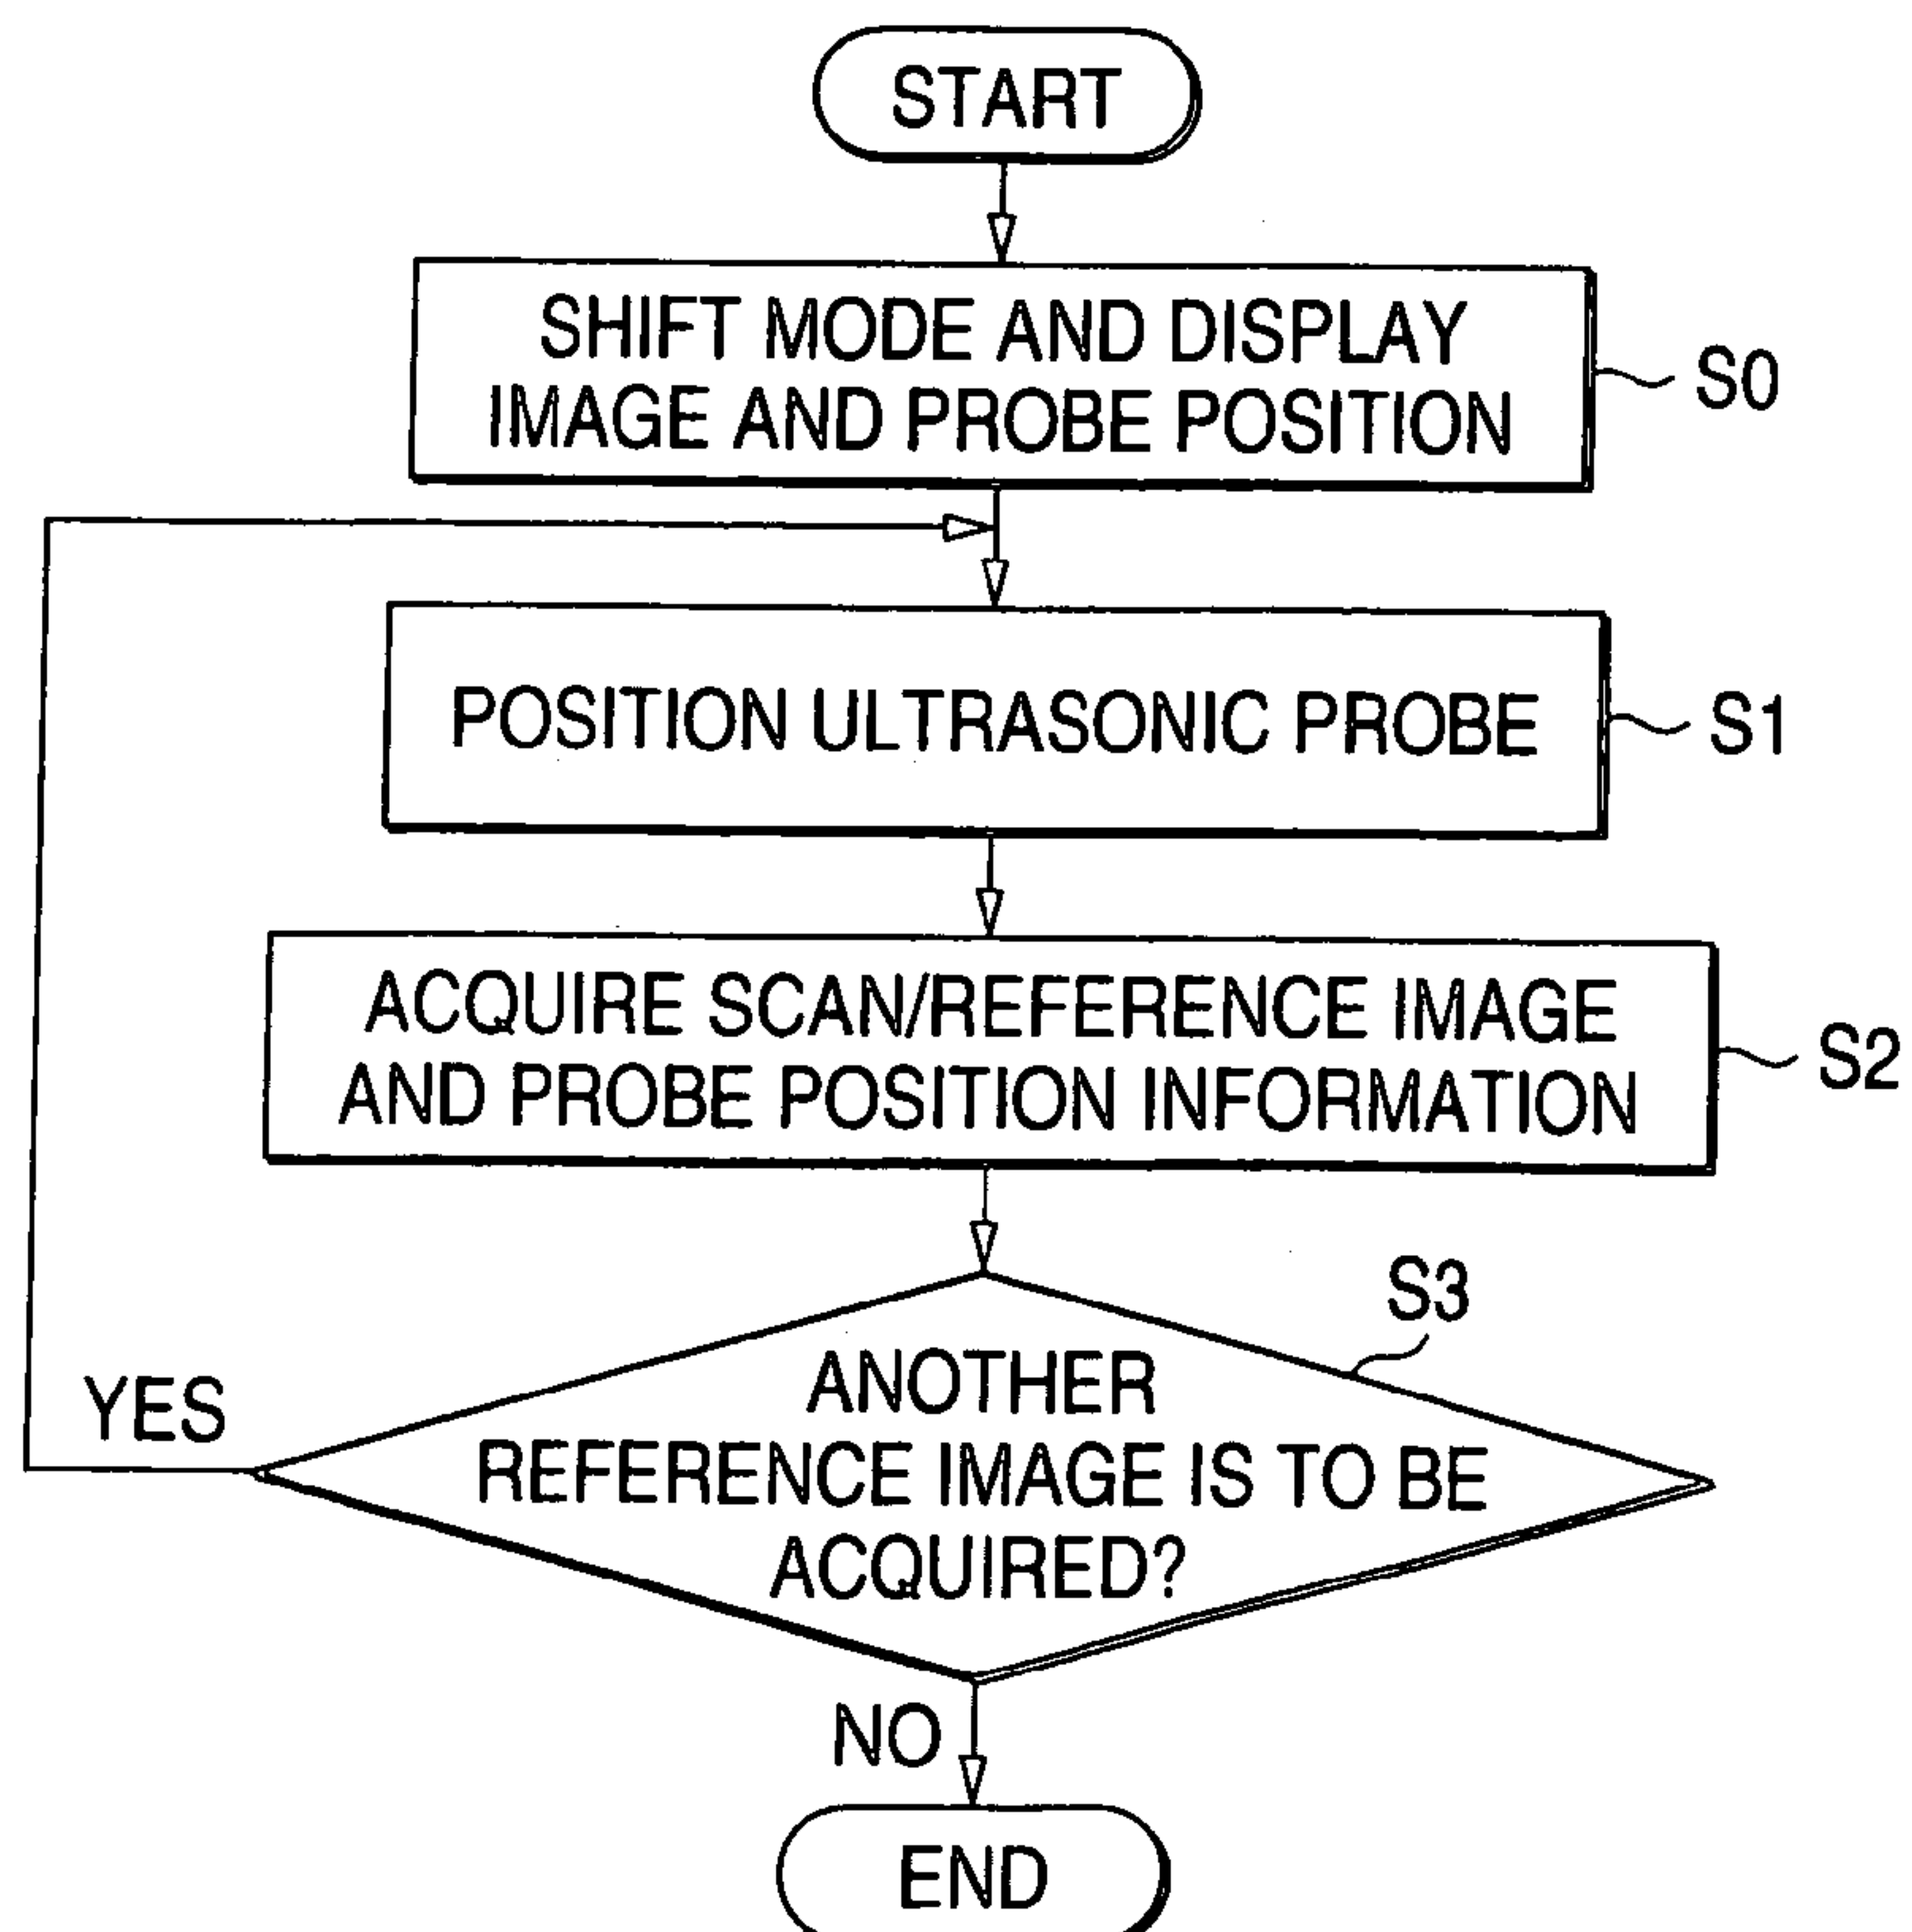 START
SHIFT MODE AND DISPLAY
IMAGE AND PROBE POSITION
S0
POSITION ULTRASONIC PROBE
S1
ACQUIRE SCAN/REFERENCE IMAGE
AND PROBE POSITION INFORMATION
S2
S3
ANOTHER
REFERENCE IMAGE IS TO BE
ACQUIRED?
YES
NO
END